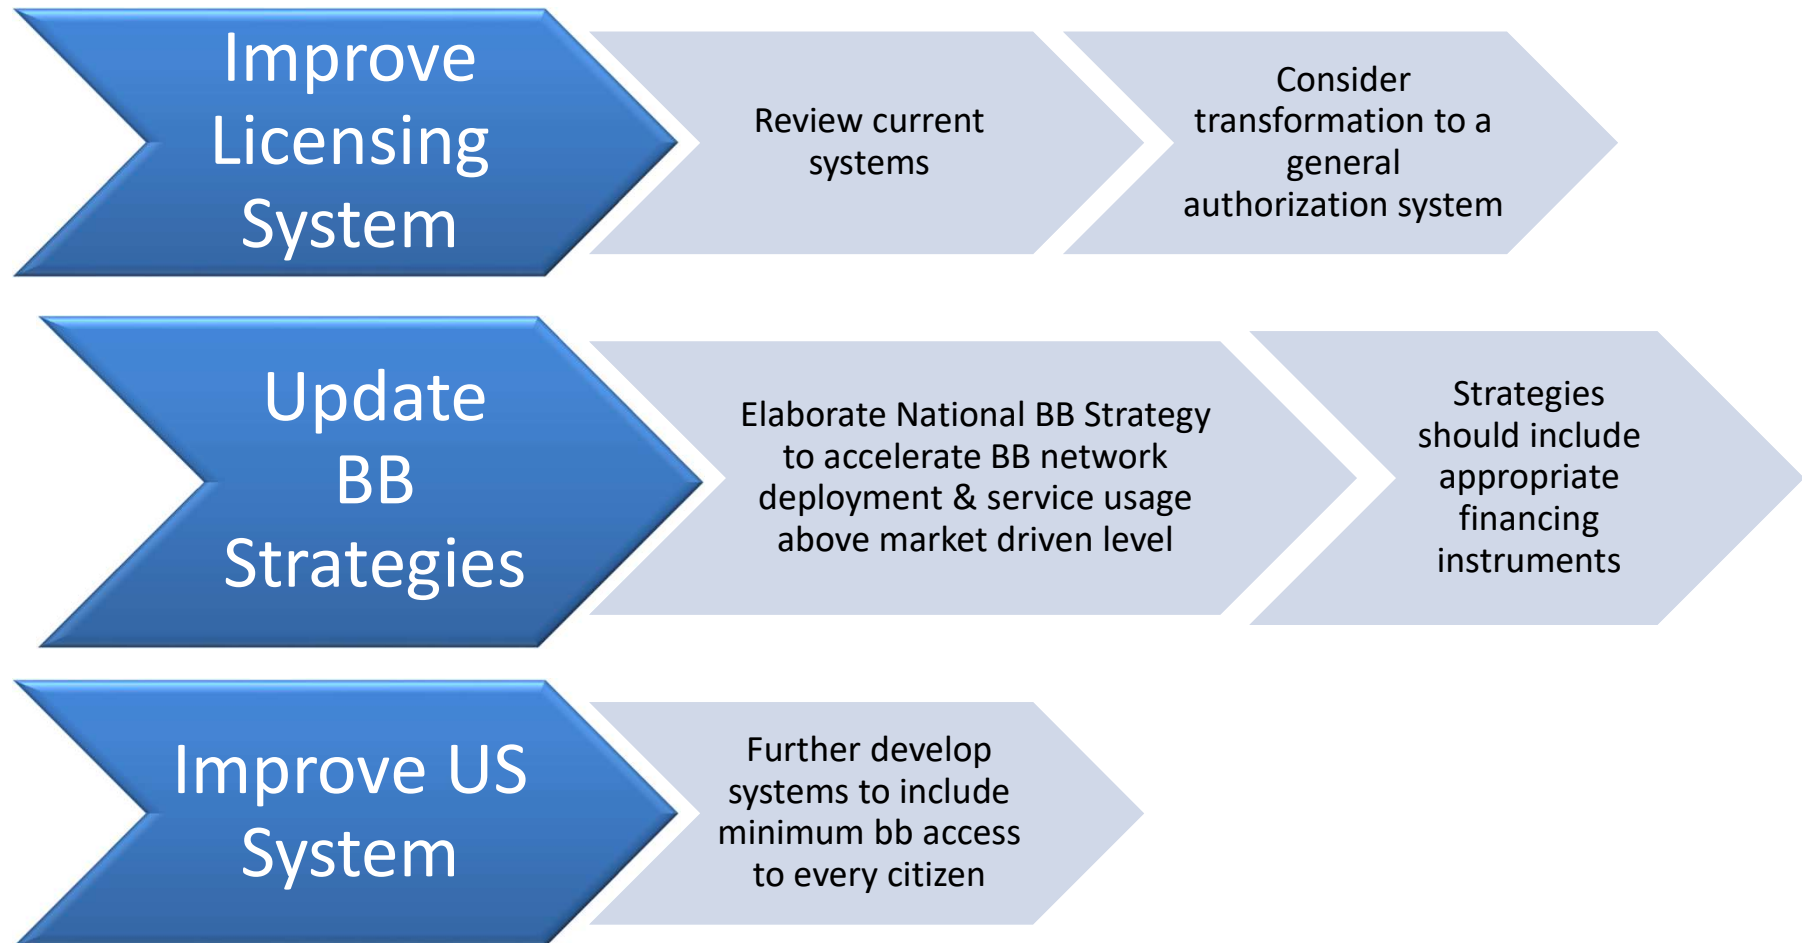 Improve
Licensing
System
Review current
systems
Consider
transformation to a
general
authorization system
Update
BB
Strategies
Elaborate National BB Strategy
to accelerate BB network
deployment & service usage
above market driven level
Strategies
should include
appropriate
financing
instruments
Improve US
System
Further develop
systems to include
minimum bb access
to every citizen